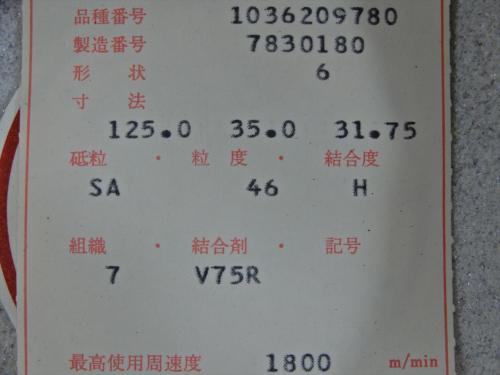 品種番号 1036209780
製造番号 7830180
形状 6
寸法
125.0 35.0 31.75
砥粒・粒度・結合度
SA 46 H
組織・結合剤・記号
7 V75R
最高使用周速度 1800 m/min